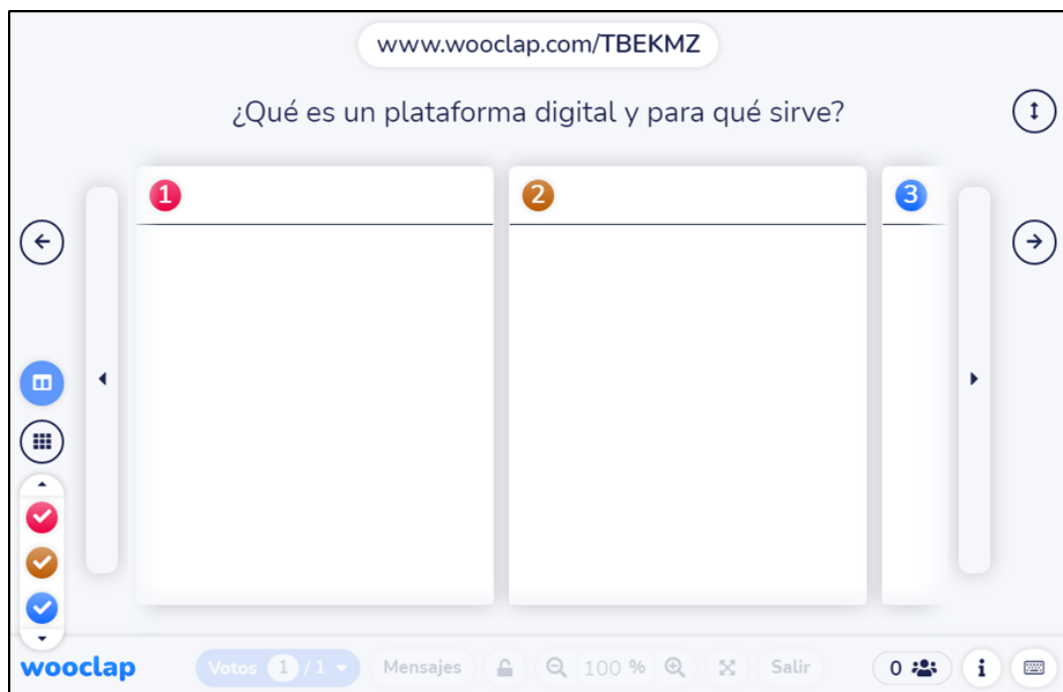 www.wooclap.com/TBEKMZ
¿Qué es un plataforma digital y para qué sirve?
1
2
3
wooclap
Votos 1 / 1
Mensajes
100 %
Salir
0
i